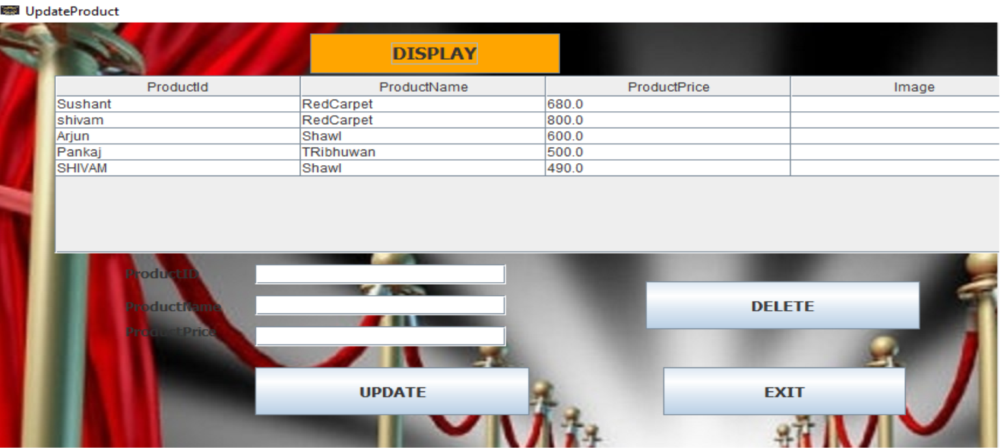 UpdateProduct
DISPLAY
ProductId ProductName ProductPrice Image
Sushant RedCarpet 680.0
shivam RedCarpet 800.0
Arjun Shawl 600.0
Pankaj TRibhuwan 500.0
SHIVAM Shawl 490.0
ProductID
ProductName
DELETE
ProductPrice
UPDATE EXIT